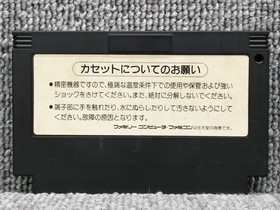 カセットについてのお願い
●精密機器ですので、極端な温度条件下での使用や保管および強い
ショックをさけてください。また、絶対に分解しないでください。
●端子部に手を触れたり、水にぬらしたりして汚さないようにして
ください。故障の原因となります。
ファミリー コンピュータ・ファミコンは任天堂の商標です。